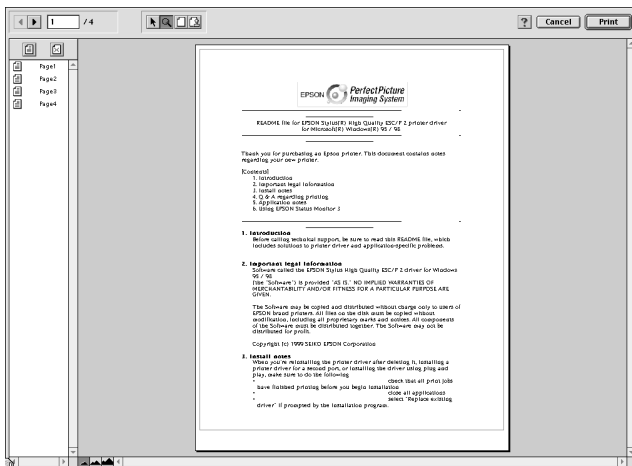 1 / 4
? Cancel Print
Page1
Page2
Page3
Page4
EPSON PerfectPicture
Imaging System
README file for EPSON Stylus(R) High Quality ESC/P 2 printer driver
for Microsoft(R) Windows(R) 95 / 98
Thank you for purchasing an Epson printer. This document contains notes
regarding your new printer.
[Contents]
1. Introduction
2. Important legal information
3. Install notes
4. Q & A regarding printing
5. Application notes
6. Using EPSON Status Monitor 3
1. Introduction
Before calling technical support, be sure to read this README file, which
includes solutions to printer driver and application-specific problems.
2. Important legal information
Software called the EPSON Stylus High Quality ESC/P 2 driver for Windows
95 / 98
(the "Software") is provided "AS IS." NO IMPLIED WARRANTIES OF
MERCHANTABILITY AND/OR FITNESS FOR A PARTICULAR PURPOSE ARE
GIVEN.
The Software may be copied and distributed without charge only to users of
EPSON brand printers. All files on the disk must be copied without
modification, including all proprietary marks and notices. All components
of the Software must be distributed together. The Software may not be
distributed for profit.
Copyright (c) 1999 SEIKO EPSON Corporation
3. Install notes
When you're reinstalling the printer driver after deleting it, installing a
printer driver for a second port, or installing the driver using plug and
play, make sure to do the following
* check that all print jobs
have finished printing before you begin installation
* close all applications
* select "Replace existing
driver" if prompted by the installation program.